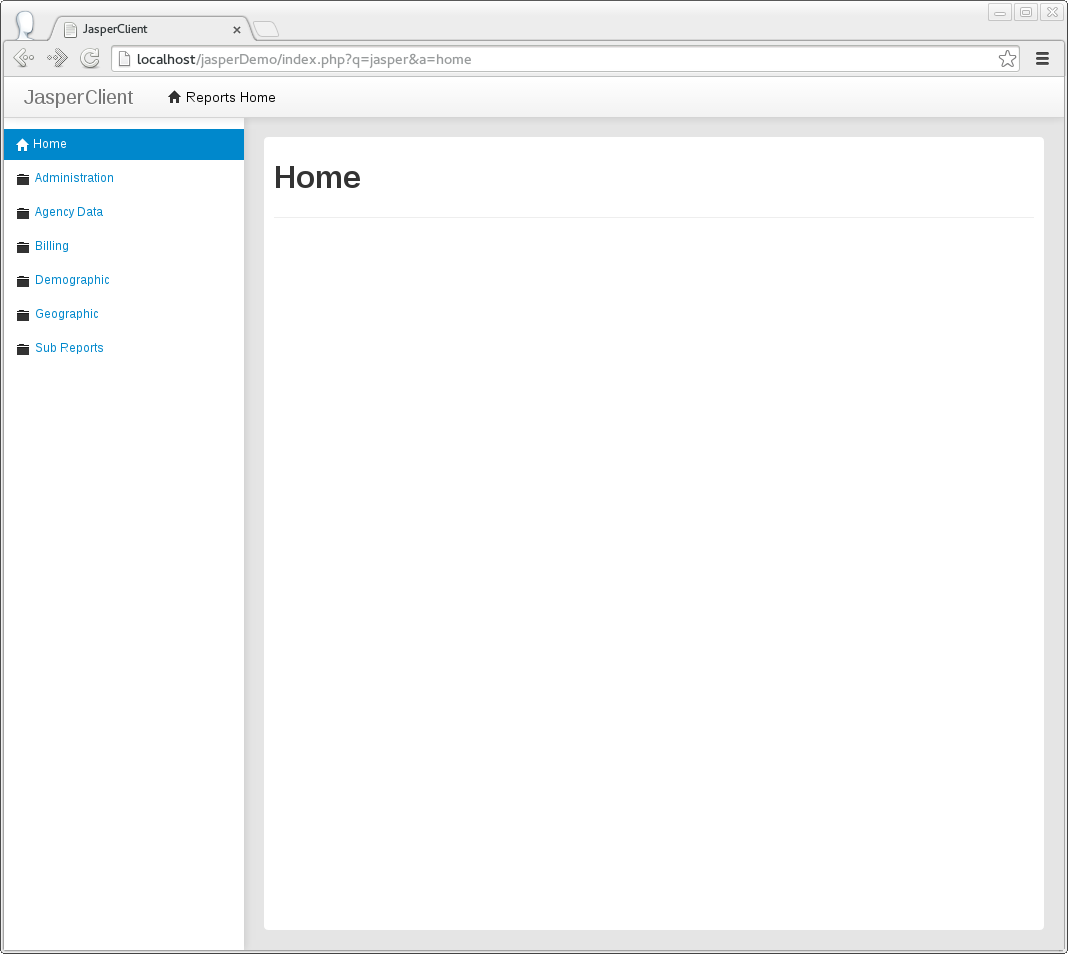 JasperClient
localhost/jasperDemo/index.php?q=jasper&a=home
JasperClient Reports Home
Home
Administration
Agency Data
Billing
Demographic
Geographic
Sub Reports
Home